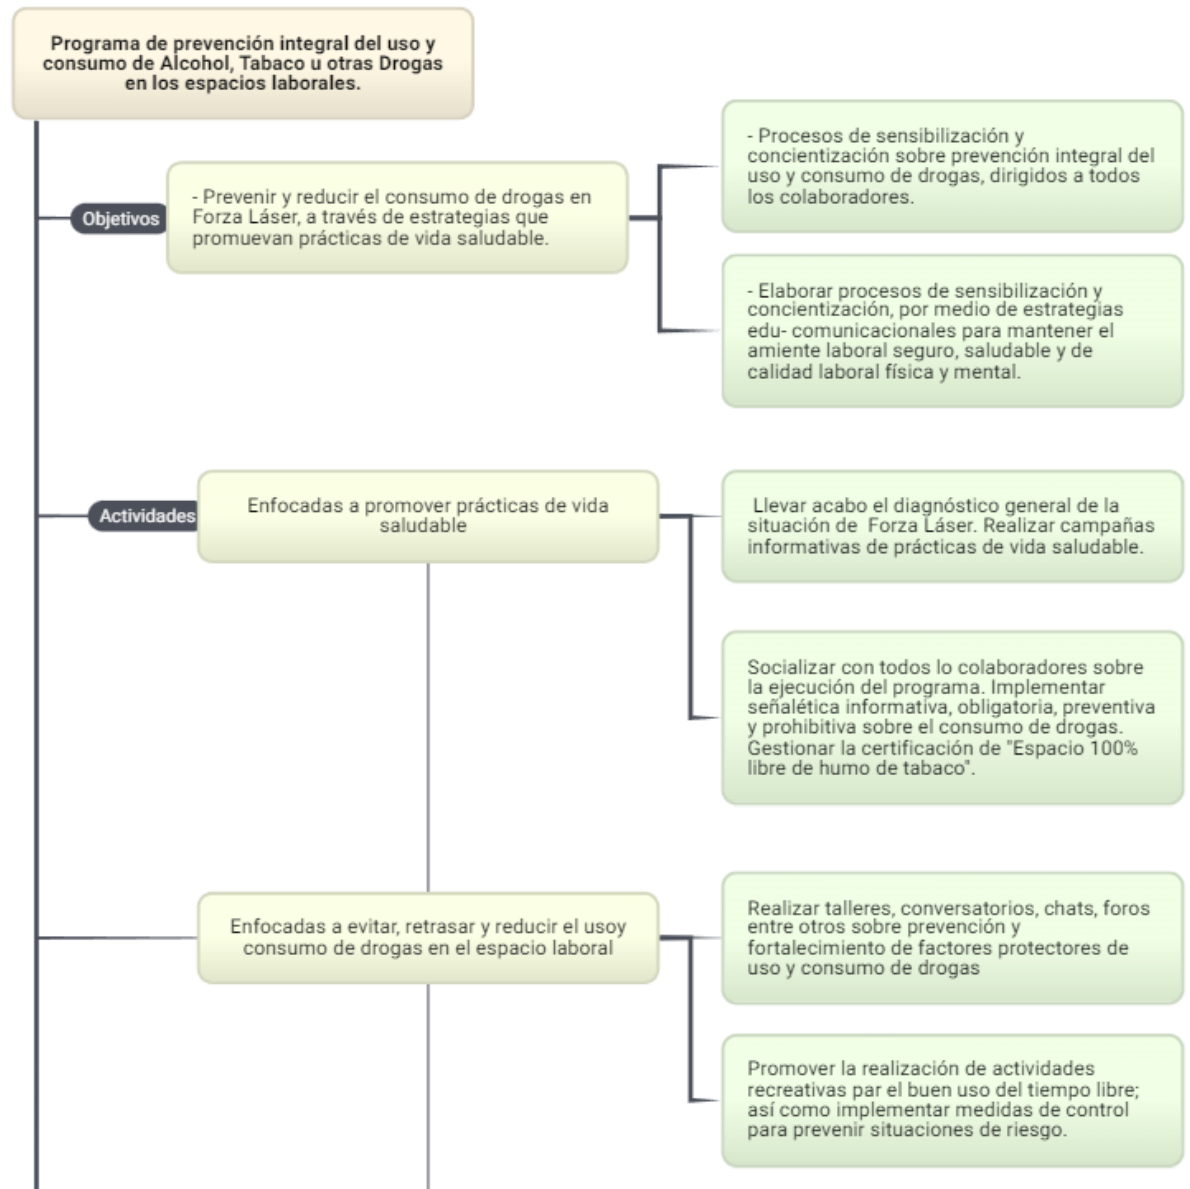 Programa de prevención integral del uso y
consumo de Alcohol, Tabaco u otras Drogas
en los espacios laborales.
Objetivos
- Prevenir y reducir el consumo de drogas en
Forza Láser, a través de estrategias que
promuevan prácticas de vida saludable.
- Procesos de sensibilización y
concientización sobre prevención integral del
uso y consumo de drogas, dirigidos a todos
los colaboradores.
- Elaborar procesos de sensibilización y
concientización, por medio de estrategias
edu- comunicacionales para mantener el
amiente laboral seguro, saludable y de
calidad laboral física y mental.
Actividades
Enfocadas a promover prácticas de vida
saludable
Llevar acabo el diagnóstico general de la
situación de  Forza Láser. Realizar campañas
informativas de prácticas de vida saludable.
Socializar con todos lo colaboradores sobre
la ejecución del programa. Implementar
señalética informativa, obligatoria, preventiva
y prohibitiva sobre el consumo de drogas.
Gestionar la certificación de "Espacio 100%
libre de humo de tabaco".
Enfocadas a evitar, retrasar y reducir el usoy
consumo de drogas en el espacio laboral
Realizar talleres, conversatorios, chats, foros
entre otros sobre prevención y
fortalecimiento de factores protectores de
uso y consumo de drogas
Promover la realización de actividades
recreativas par el buen uso del tiempo libre;
así como implementar medidas de control
para prevenir situaciones de riesgo.